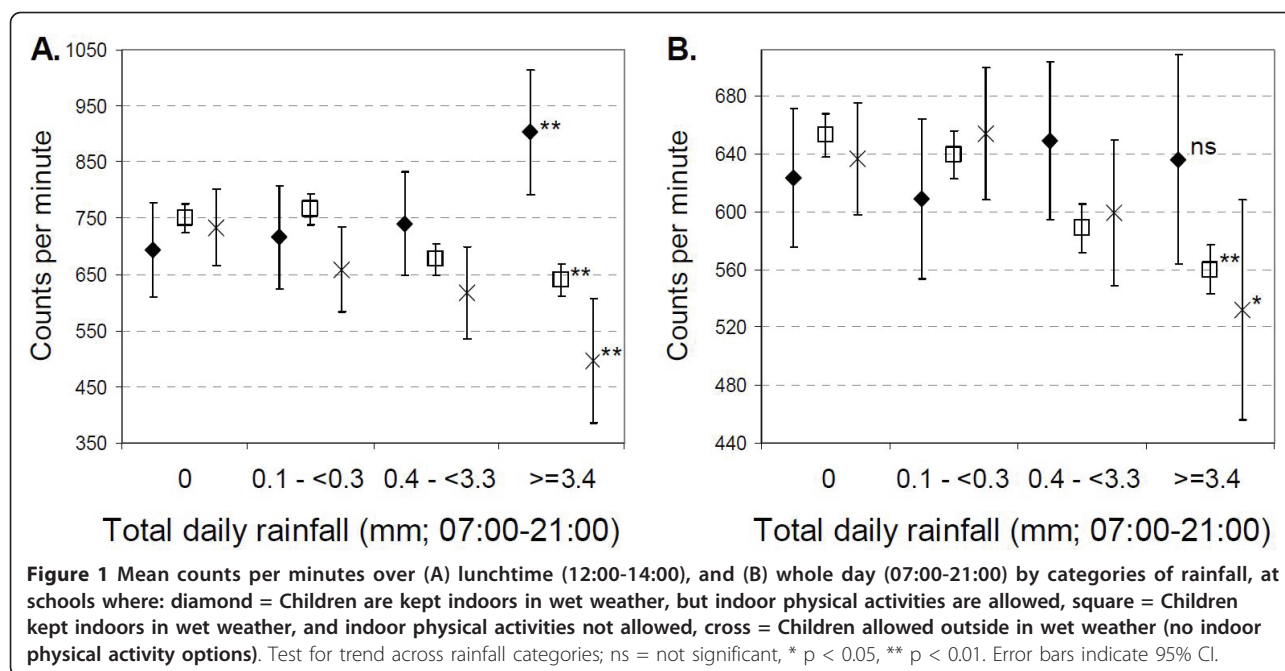 A.
1050
950
850
750
650
550
450
350
Counts per minute
**
**
**
0 0.1 - <0.3 0.4 - <3.3 >=3.4
Total daily rainfall (mm; 07:00-21:00)
B.
680
640
600
560
520
480
440
Counts per minute
ns
**
*
0 0.1 - <0.3 0.4 - <3.3 >=3.4
Total daily rainfall (mm; 07:00-21:00)
Figure 1 Mean counts per minutes over (A) lunchtime (12:00-14:00), and (B) whole day (07:00-21:00) by categories of rainfall, at
schools where: diamond = Children are kept indoors in wet weather, but indoor physical activities are allowed, square = Children
kept indoors in wet weather, and indoor physical activities not allowed, cross = Children allowed outside in wet weather (no indoor
physical activity options). Test for trend across rainfall categories; ns = not significant, * p < 0.05, ** p < 0.01. Error bars indicate 95% CI.